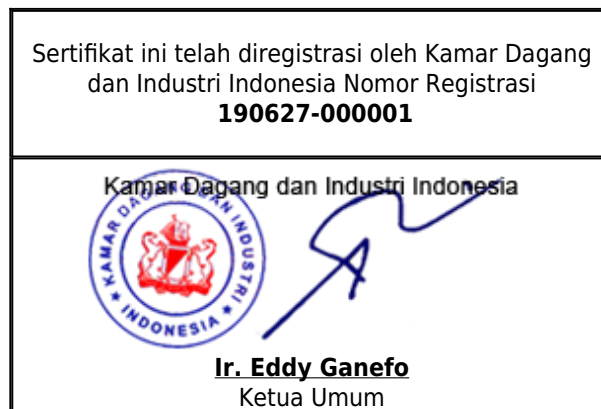 Sertifikat ini telah diregistrasi oleh Kamar Dagang
dan Industri Indonesia Nomor Registrasi
190627-000001
Kamar Dagang dan Industri Indonesia
KAMAR DAGANG DAN INDUSTRI
INDONESIA
Ir. Eddy Ganefo
Ketua Umum